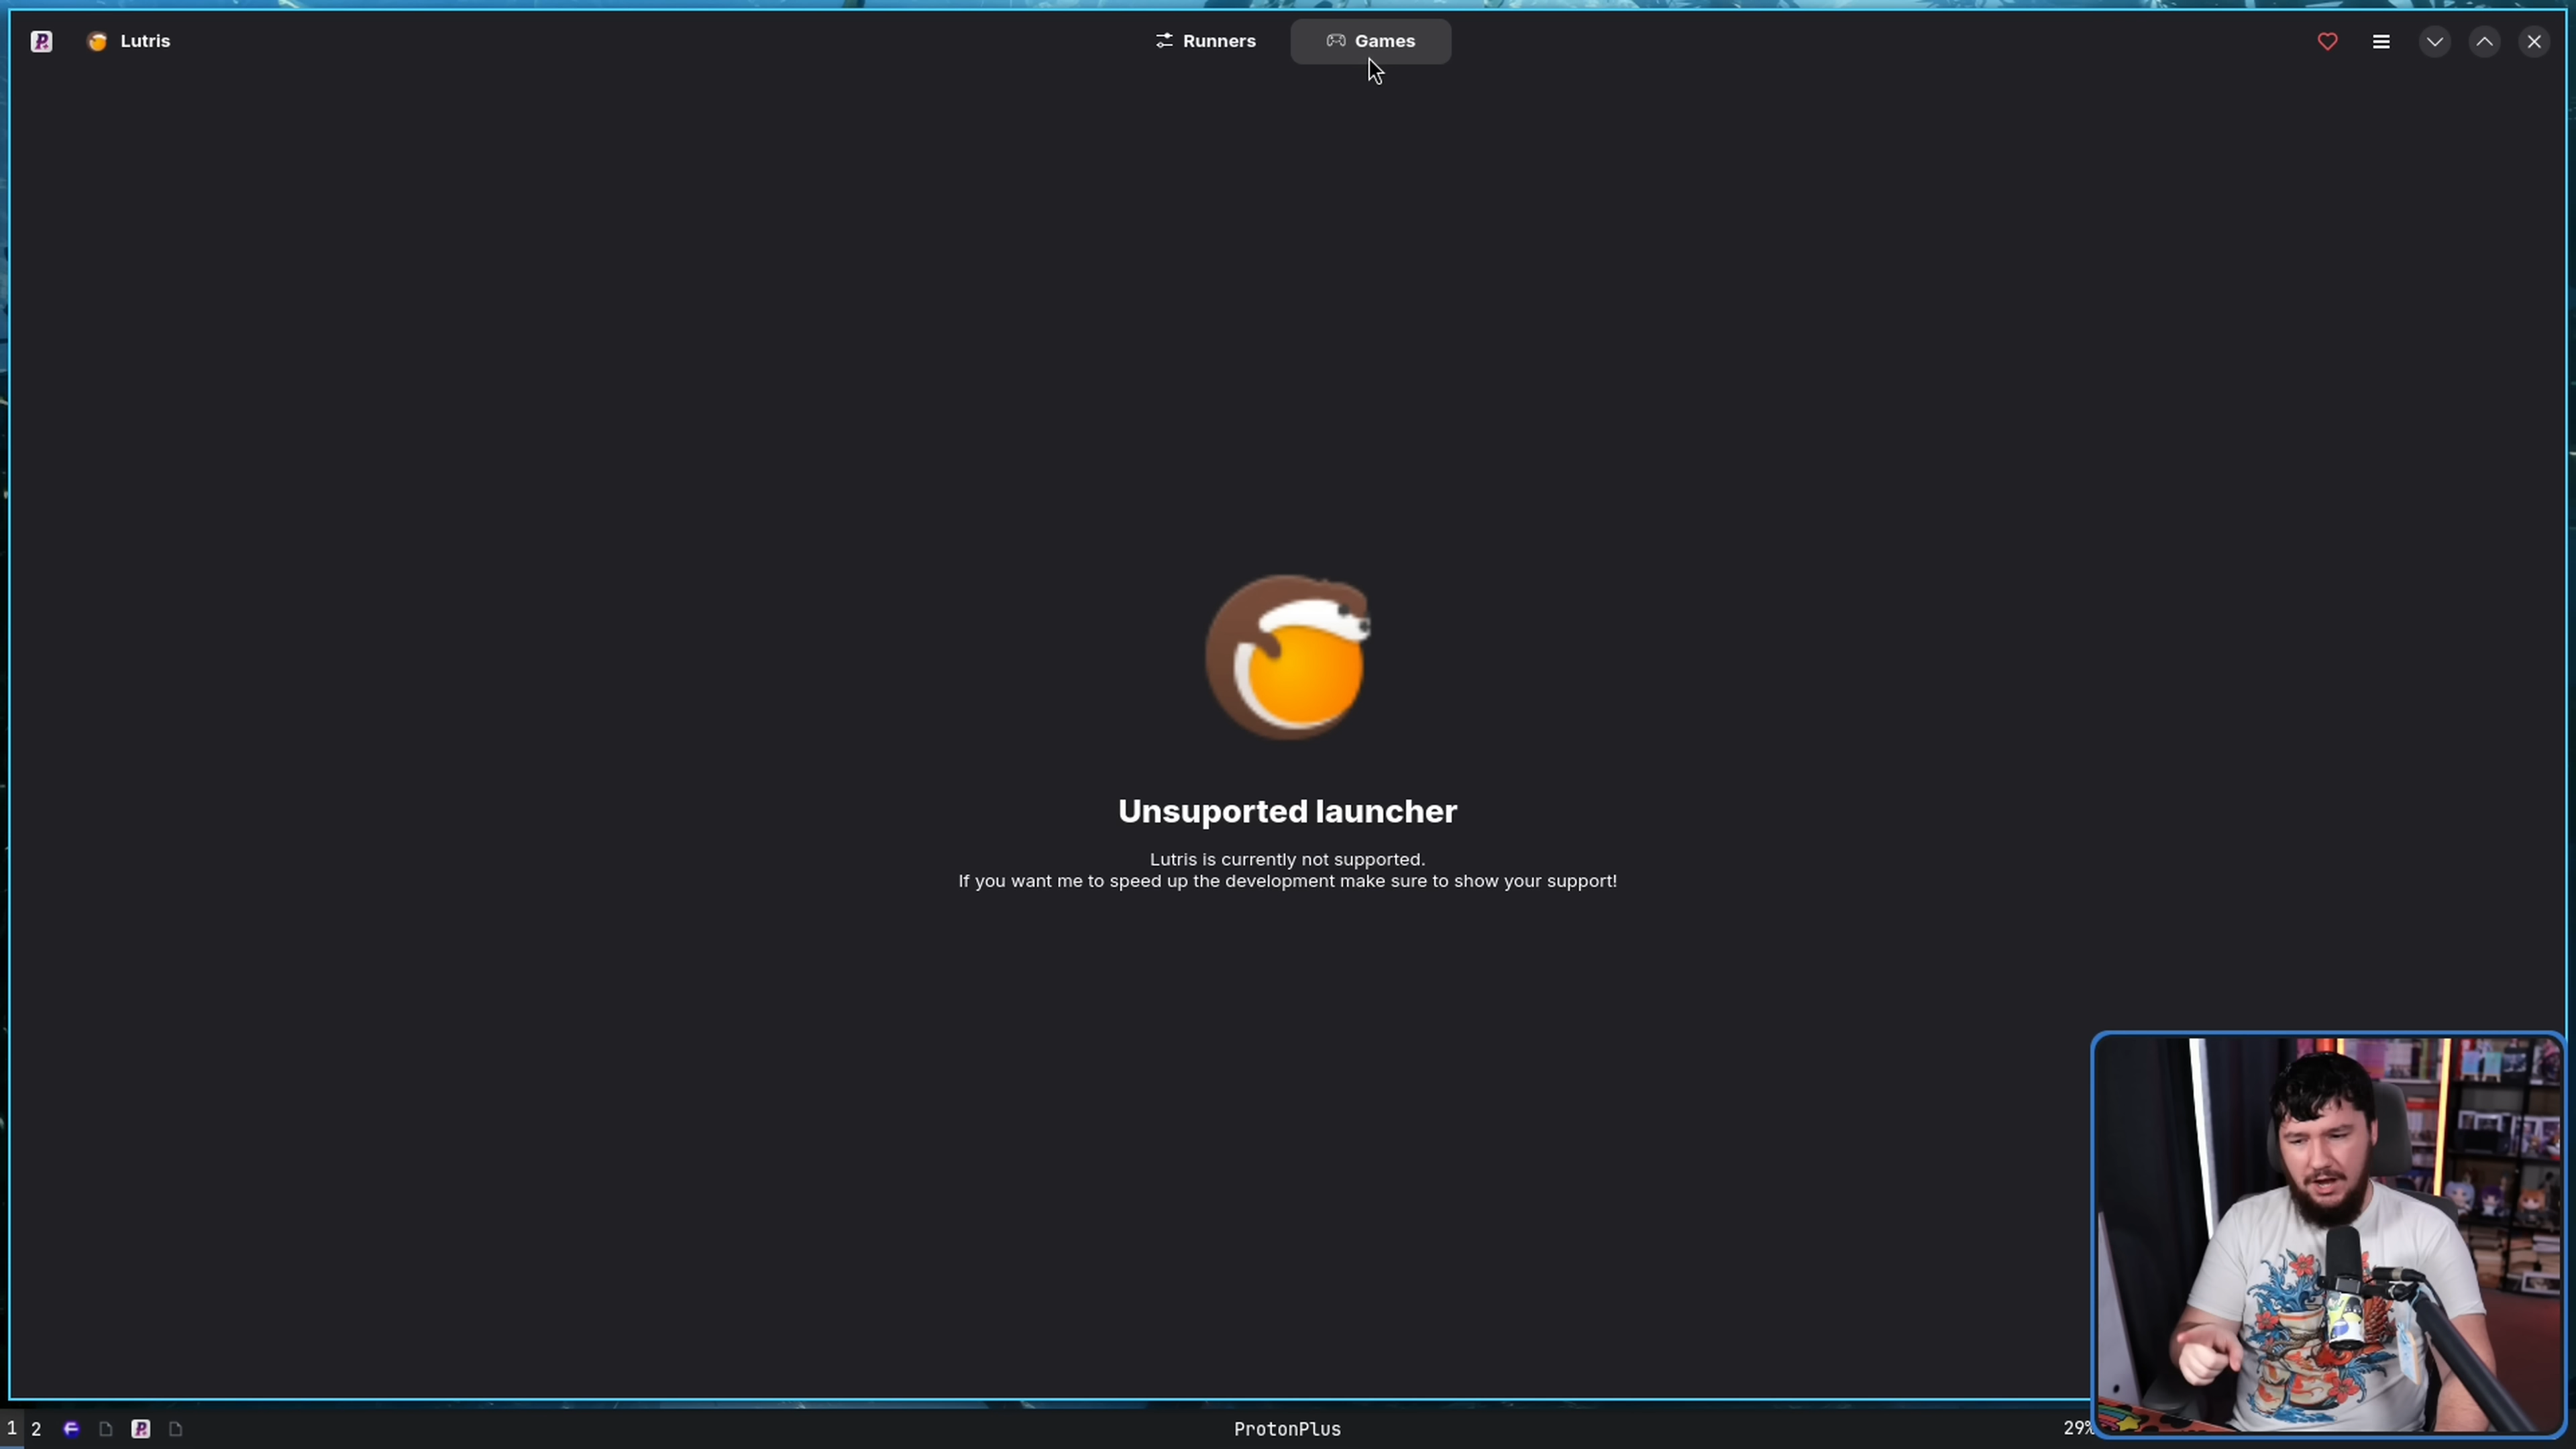 Lutris
Runners
Games
Unsuported launcher
Lutris is currently not supported.
If you want me to speed up the development make sure to show your support!
1 2
ProtonPlus
29%